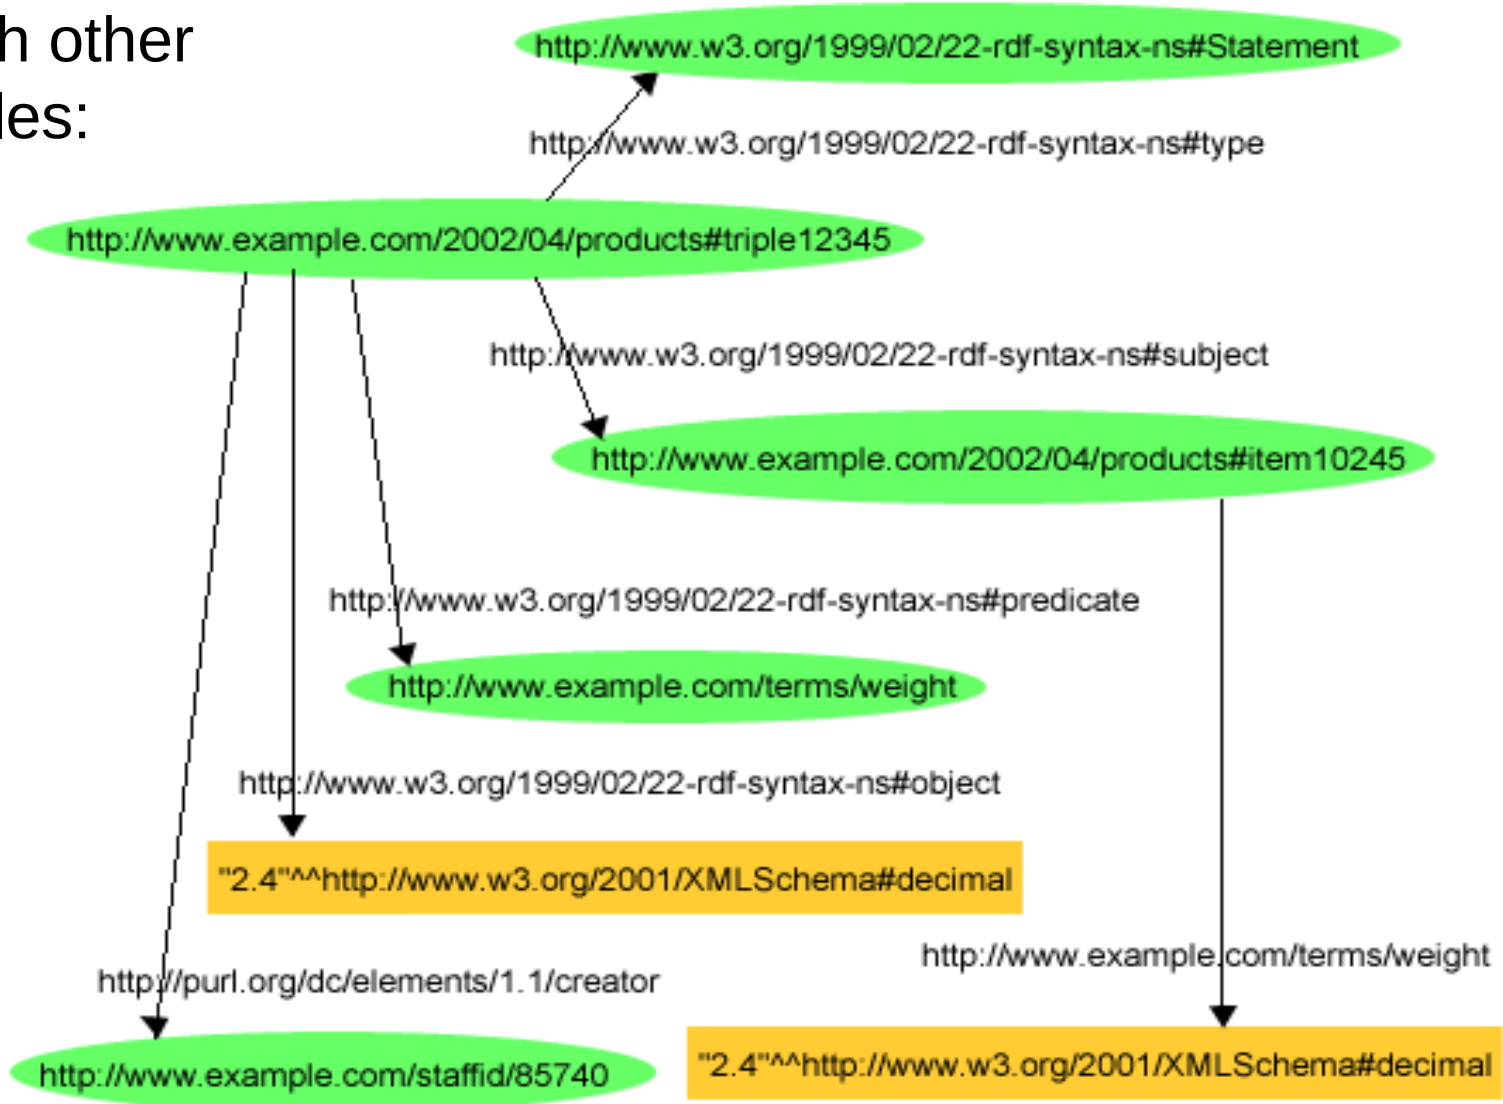 h other
les:
http://www.w3.org/1999/02/22-rdf-syntax-ns#Statement
http://www.w3.org/1999/02/22-rdf-syntax-ns#type
http://www.example.com/2002/04/products#triple12345
http://www.w3.org/1999/02/22-rdf-syntax-ns#subject
http://www.example.com/2002/04/products#item10245
http://www.w3.org/1999/02/22-rdf-syntax-ns#predicate
http://www.example.com/terms/weight
http://www.w3.org/1999/02/22-rdf-syntax-ns#object
"2.4"^^http://www.w3.org/2001/XMLSchema#decimal
http://www.example.com/terms/weight
http://purl.org/dc/elements/1.1/creator
"2.4"^^http://www.w3.org/2001/XMLSchema#decimal
http://www.example.com/staffid/85740